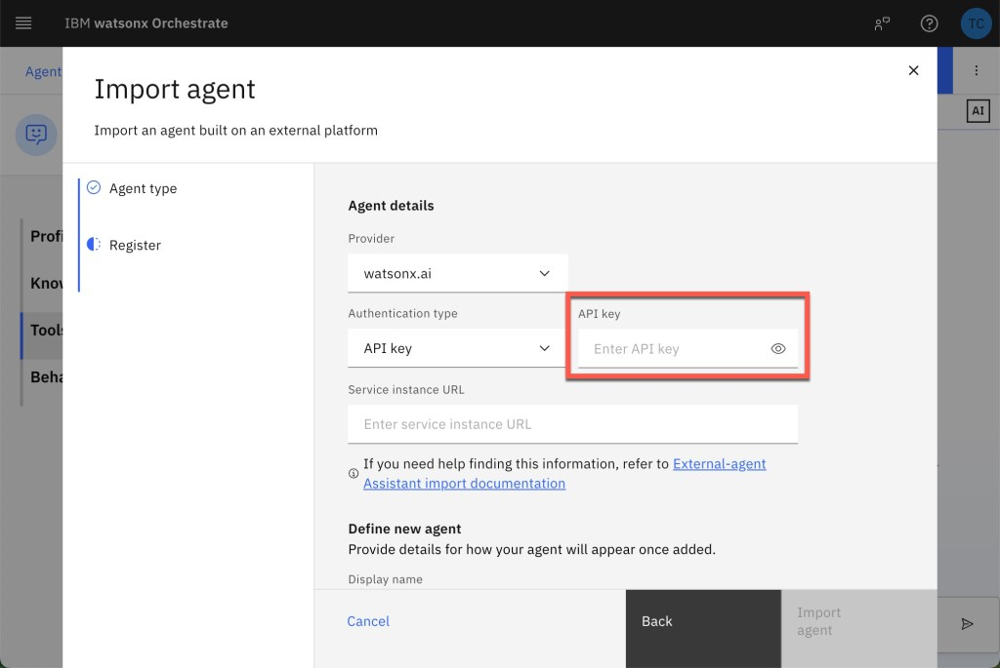 IBM watsonx Orchestrate
TC
Agent
AI
Import agent
Import an agent built on an external platform
Agent type
Register
Profi
Know
Tools
Beha
Agent details
Provider
watsonx.ai
Authentication type
API key
API key
Enter API key
Service instance URL
Enter service instance URL
If you need help finding this information, refer to External-agent
Assistant import documentation
Define new agent
Provide details for how your agent will appear once added.
Display name
Cancel
Back
Import
agent